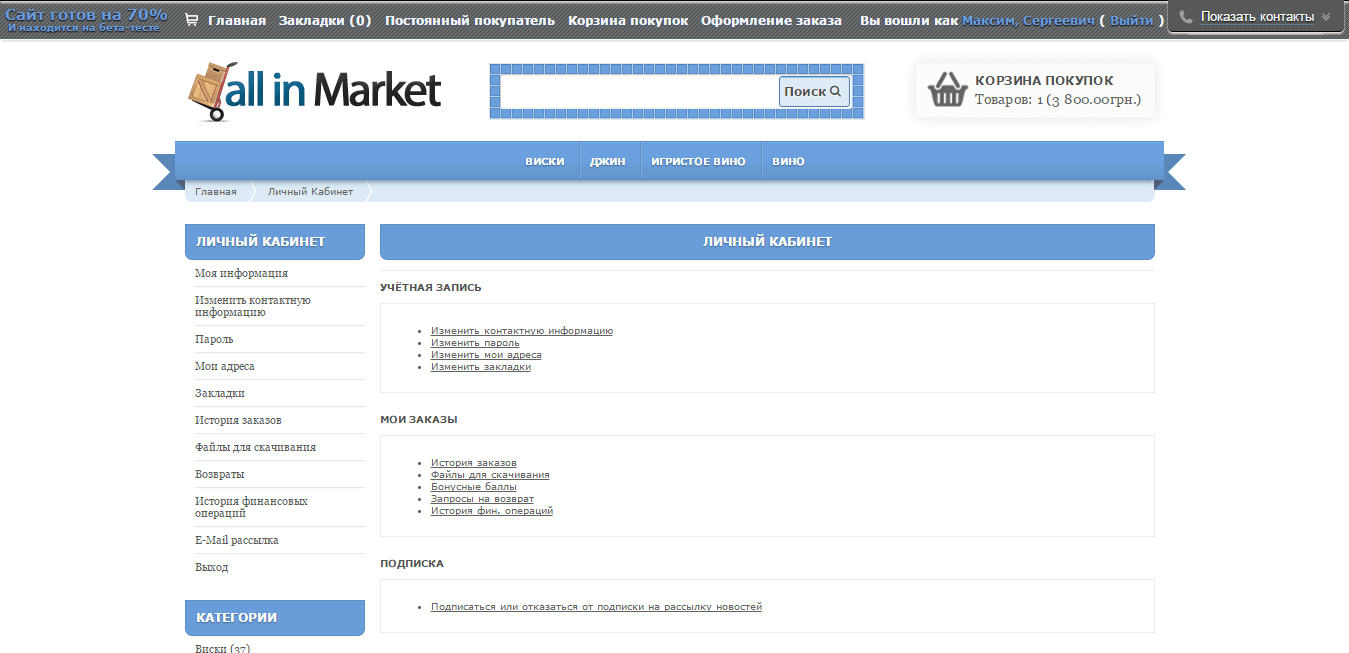 Сайт готов на 70%
И находится на бета-тесте
Главная Закладки (0) Постоянный покупатель Корзина покупок Оформление заказа Вы вошли как Максим, Сергеевич ( Выйти )
Показать контакты
all in Market
Поиск
КОРЗИНА ПОКУПОК
Товаров: 1 (3 800.00грн.)
ВИСКИ ДЖИН ИГРИСТОЕ ВИНО ВИНО
Главная Личный Кабинет
ЛИЧНЫЙ КАБИНЕТ
Моя информация
Изменить контактную
информацию
Пароль
Мои адреса
Закладки
История заказов
Файлы для скачивания
Возвраты
История финансовых
операций
E-Mail рассылка
Выход
КАТЕГОРИИ
Виски (37)
ЛИЧНЫЙ КАБИНЕТ
УЧЁТНАЯ ЗАПИСЬ
Изменить контактную информацию
Изменить пароль
Изменить мои адреса
Изменить закладки
МОИ ЗАКАЗЫ
История заказов
Файлы для скачивания
Бонусные баллы
Запросы на возврат
История фин. операций
ПОДПИСКА
Подписаться или отказаться от подписки на рассылку новостей